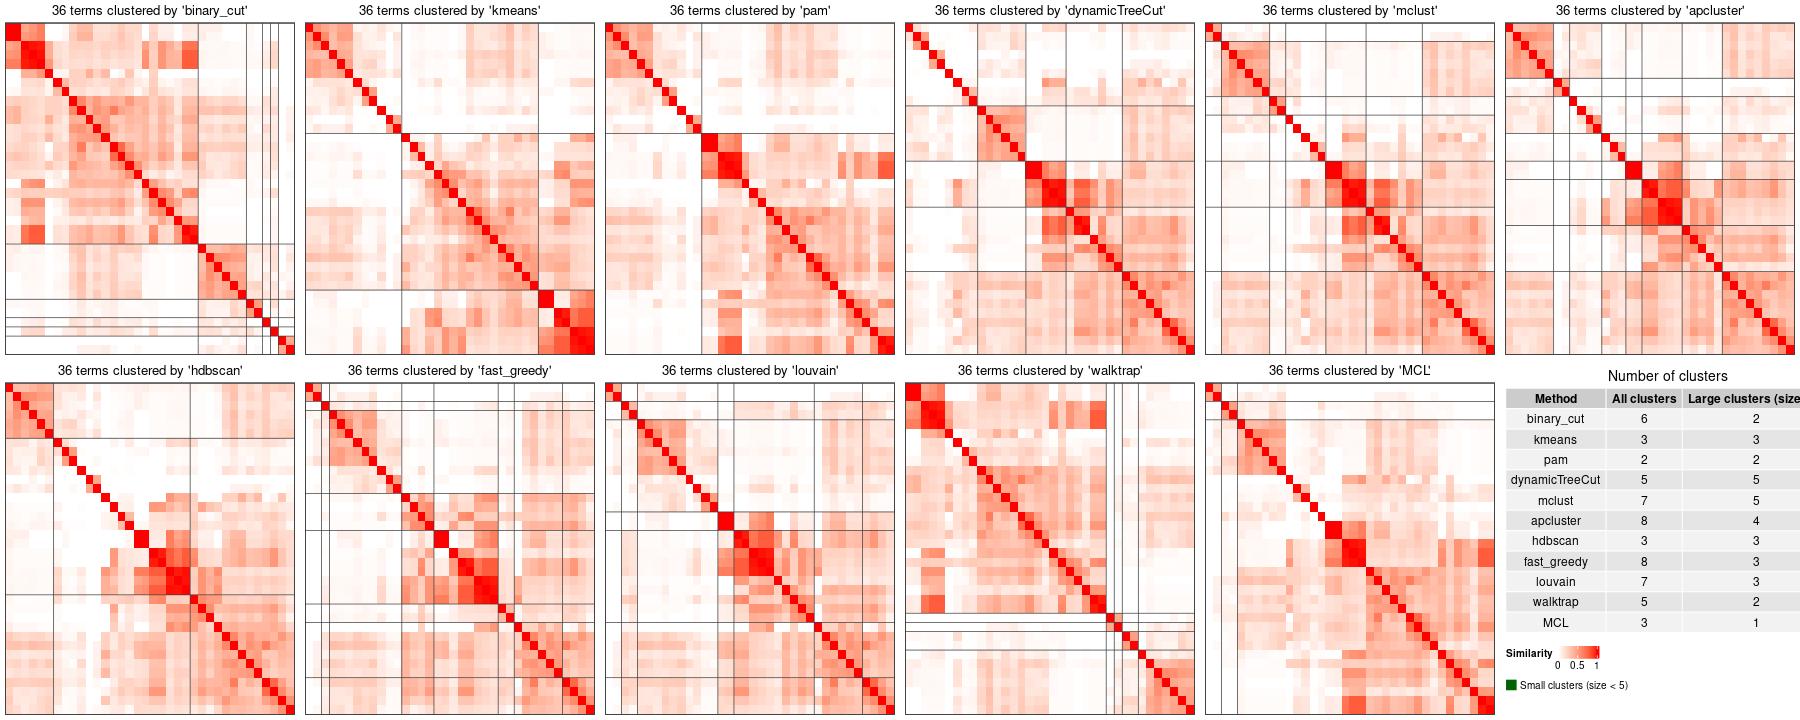 36 terms clustered by 'binary_cut'
36 terms clustered by 'kmeans'
36 terms clustered by 'pam'
36 terms clustered by 'dynamicTreeCut'
36 terms clustered by 'mclust'
36 terms clustered by 'apcluster'
36 terms clustered by 'hdbscan'
36 terms clustered by 'fast_greedy'
36 terms clustered by 'louvain'
36 terms clustered by 'walktrap'
36 terms clustered by 'MCL'
Number of clusters
Method All clusters Large clusters (size
binary_cut 6 2
kmeans 3 3
pam 2 2
dynamicTreeCut 5 5
mclust 7 5
apcluster 8 4
hdbscan 3 3
fast_greedy 8 3
louvain 7 3
walktrap 5 2
MCL 3 1
Similarity
0 0.5 1
Small clusters (size < 5)